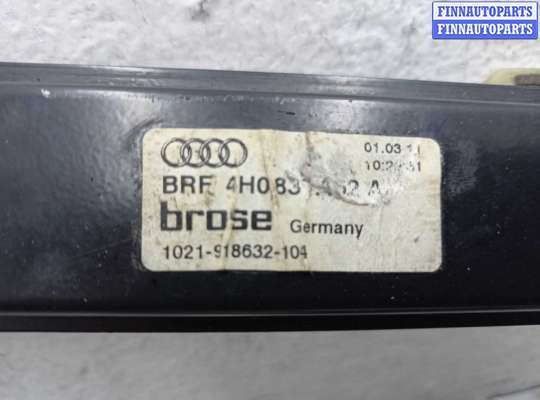 FINNAUTOPARTS
FINNAUTOPARTS
01.03
BRF 4H0
brose Germany
1021-918632-104